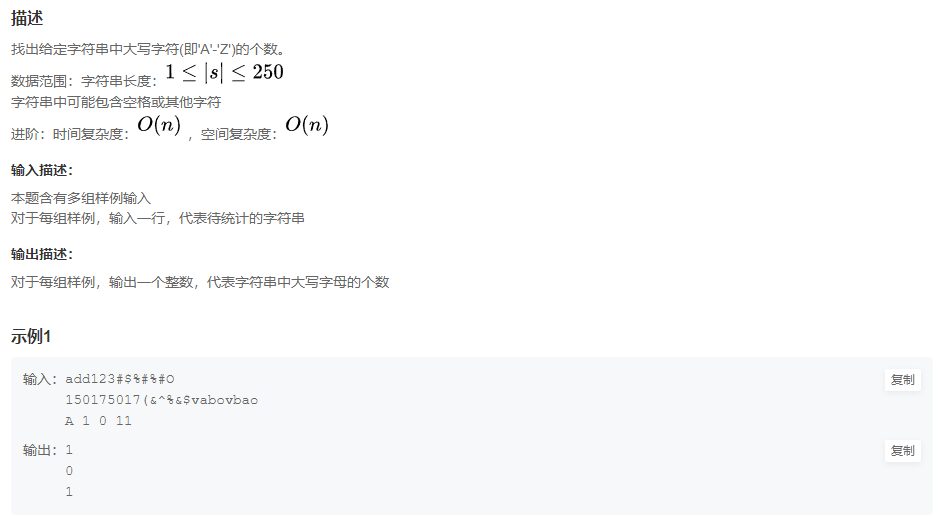 描述
找出给定字符串中大写字符(即'A'-'Z')的个数。
数据范围：字符串长度：1 ≤ |s| ≤ 250
字符串中可能包含空格或其他字符
进阶：时间复杂度：O(n) ，空间复杂度：O(n)
输入描述：
本题含有多组样例输入
对于每组样例，输入一行，代表待统计的字符串
输出描述：
对于每组样例，输出一个整数，代表字符串中大写字母的个数
示例1
输入：add123#$%#%#O 复制
150175017(&^%&$vabovbao
A 1 0 11
输出：1 复制
0
1